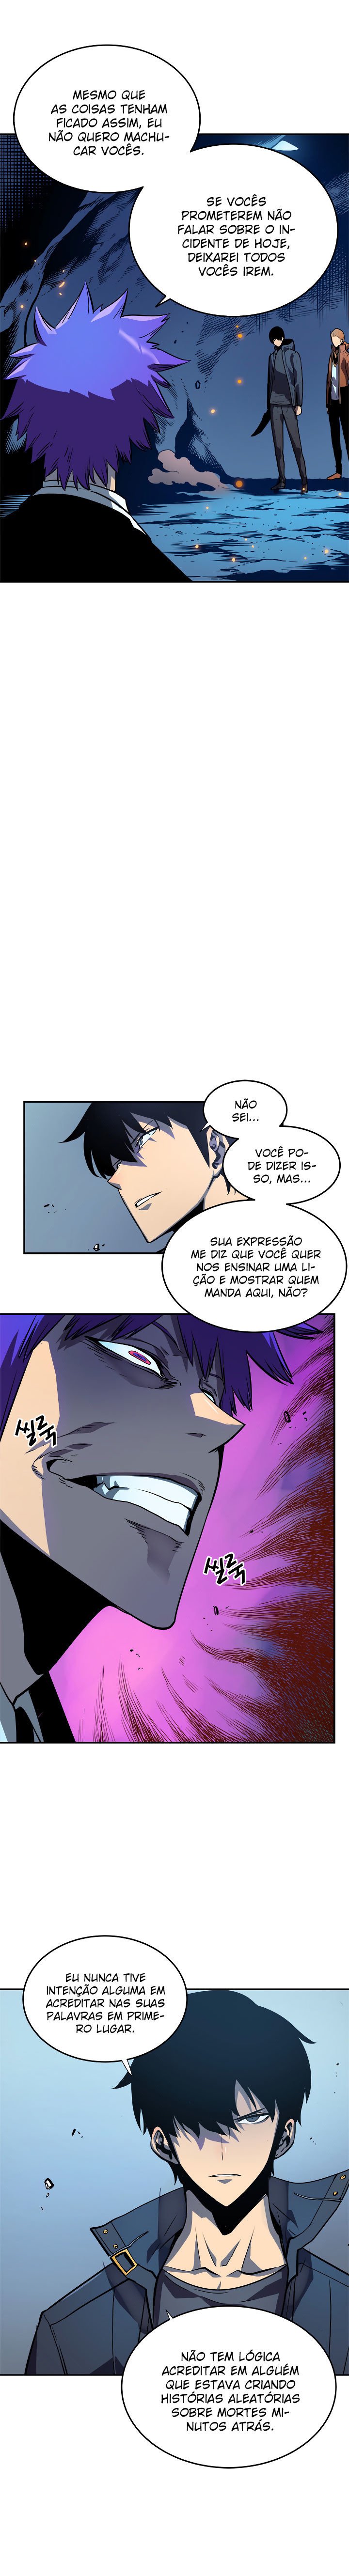 MESMO QUE
AS COISAS TENHAM
FICADO ASSIM, EU
NÃO QUERO MACHU-
CAR VOCÊS.
SE VOCÊS
PROMETEREM NÃO
FALAR SOBRE O IN-
CIDENTE DE HOJE,
DEIXAREI TODOS
VOCÊS IREM.
NÃO
SEI...
VOCÊ PO-
DE DIZER IS-
SO, MAS...
SUA EXPRESSÃO
ME DIZ QUE VOCÊ QUER
NOS ENSINAR UMA LI-
ÇÃO E MOSTRAR QUEM
MANDA AQUI, NÃO?
씰룩
씰룩
EU NUNCA TIVE
INTENÇÃO ALGUMA EM
ACREDITAR NAS SUAS
PALAVRAS EM PRIME-
RO LUGAR.
NÃO TEM LÓGICA
ACREDITAR EM ALGUÉM
QUE ESTAVA CRIANDO
HISTÓRIAS ALEATÓRIAS
SOBRE MORTES MI-
NUTOS ATRÁS.